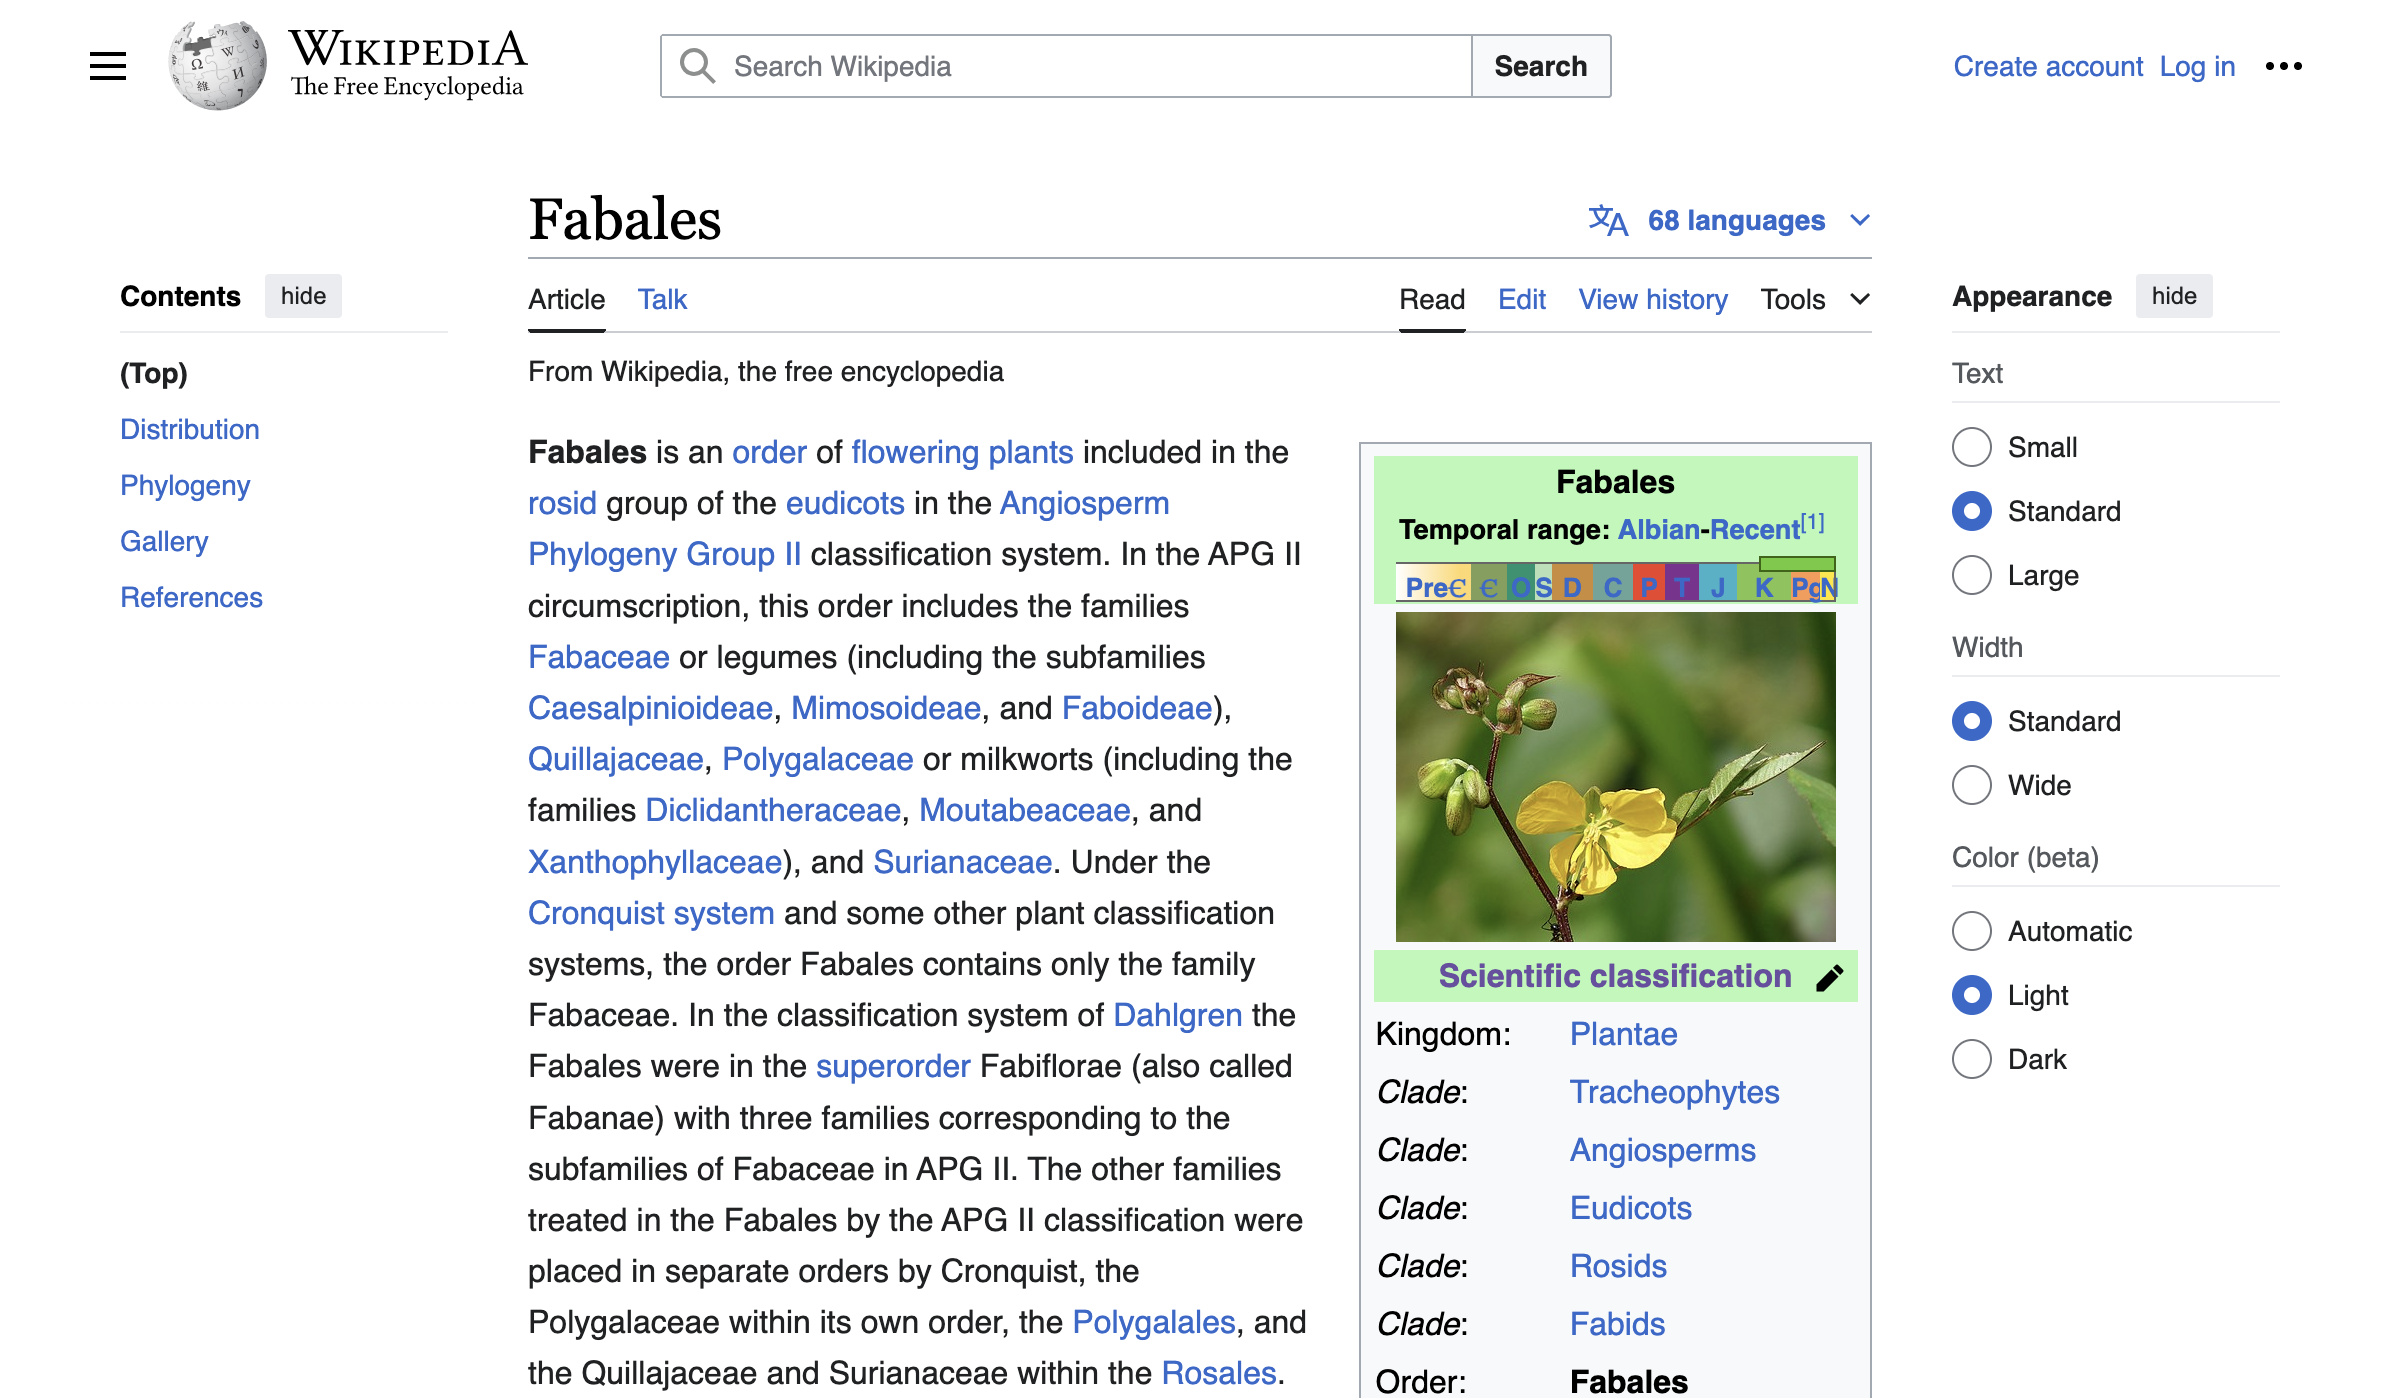 WIKIPEDIA
The Free Encyclopedia
Search Wikipedia
Search
Create account Log in
Fabales
68 languages
Contents hide
(Top)
Distribution
Phylogeny
Gallery
References
Article Talk
Read Edit View history Tools
From Wikipedia, the free encyclopedia
Fabales is an order of flowering plants included in the
rosid group of the eudicots in the Angiosperm
Phylogeny Group II classification system. In the APG II
circumscription, this order includes the families
Fabaceae or legumes (including the subfamilies
Caesalpinioideae, Mimosoideae, and Faboideae),
Quillajaceae, Polygalaceae or milkworts (including the
families Diclidantheraceae, Moutabeaceae, and
Xanthophyllaceae), and Surianaceae. Under the
Cronquist system and some other plant classification
systems, the order Fabales contains only the family
Fabaceae. In the classification system of Dahlgren the
Fabales were in the superorder Fabiflorae (also called
Fabanae) with three families corresponding to the
subfamilies of Fabaceae in APG II. The other families
treated in the Fabales by the APG II classification were
placed in separate orders by Cronquist, the
Polygalaceae within its own order, the Polygalales, and
the Quillajaceae and Surianaceae within the Rosales.
Fabales
Temporal range: Albian-Recent[1]
PreЄ Є O S D C P T J K Pg N
Scientific classification
Kingdom: Plantae
Clade: Tracheophytes
Clade: Angiosperms
Clade: Eudicots
Clade: Rosids
Clade: Fabids
Order: Fabales
Appearance hide
Text
Small
Standard
Large
Width
Standard
Wide
Color (beta)
Automatic
Light
Dark